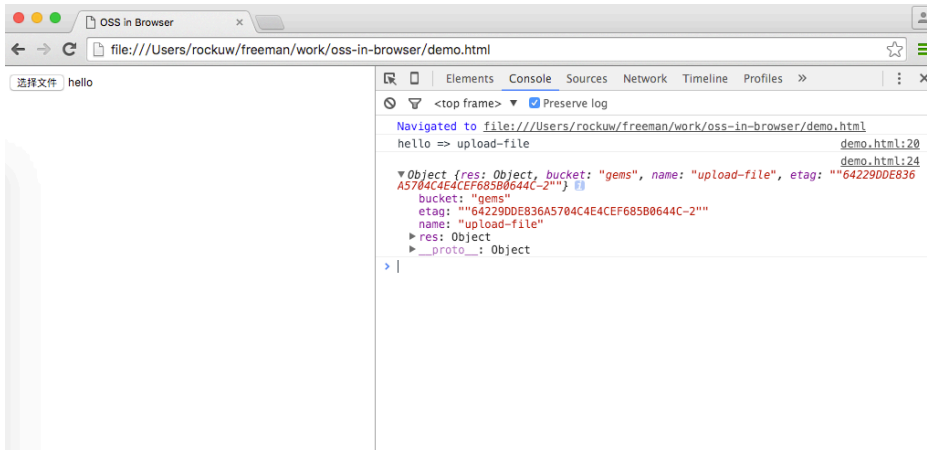 OSS in Browser
file:///Users/rockuw/freeman/work/oss-in-browser/demo.html
选择文件 hello
Elements Console Sources Network Timeline Profiles »
<top frame> ▼ Preserve log
Navigated to file:///Users/rockuw/freeman/work/oss-in-browser/demo.html
hello => upload-file demo.html:20
demo.html:24
▼Object {res: Object, bucket: "gems", name: "upload-file", etag: ""64229DDE836
A5704C4E4CEF685B0644C-2""}
bucket: "gems"
etag: ""64229DDE836A5704C4E4CEF685B0644C-2""
name: "upload-file"
▶res: Object
▶__proto__: Object
>